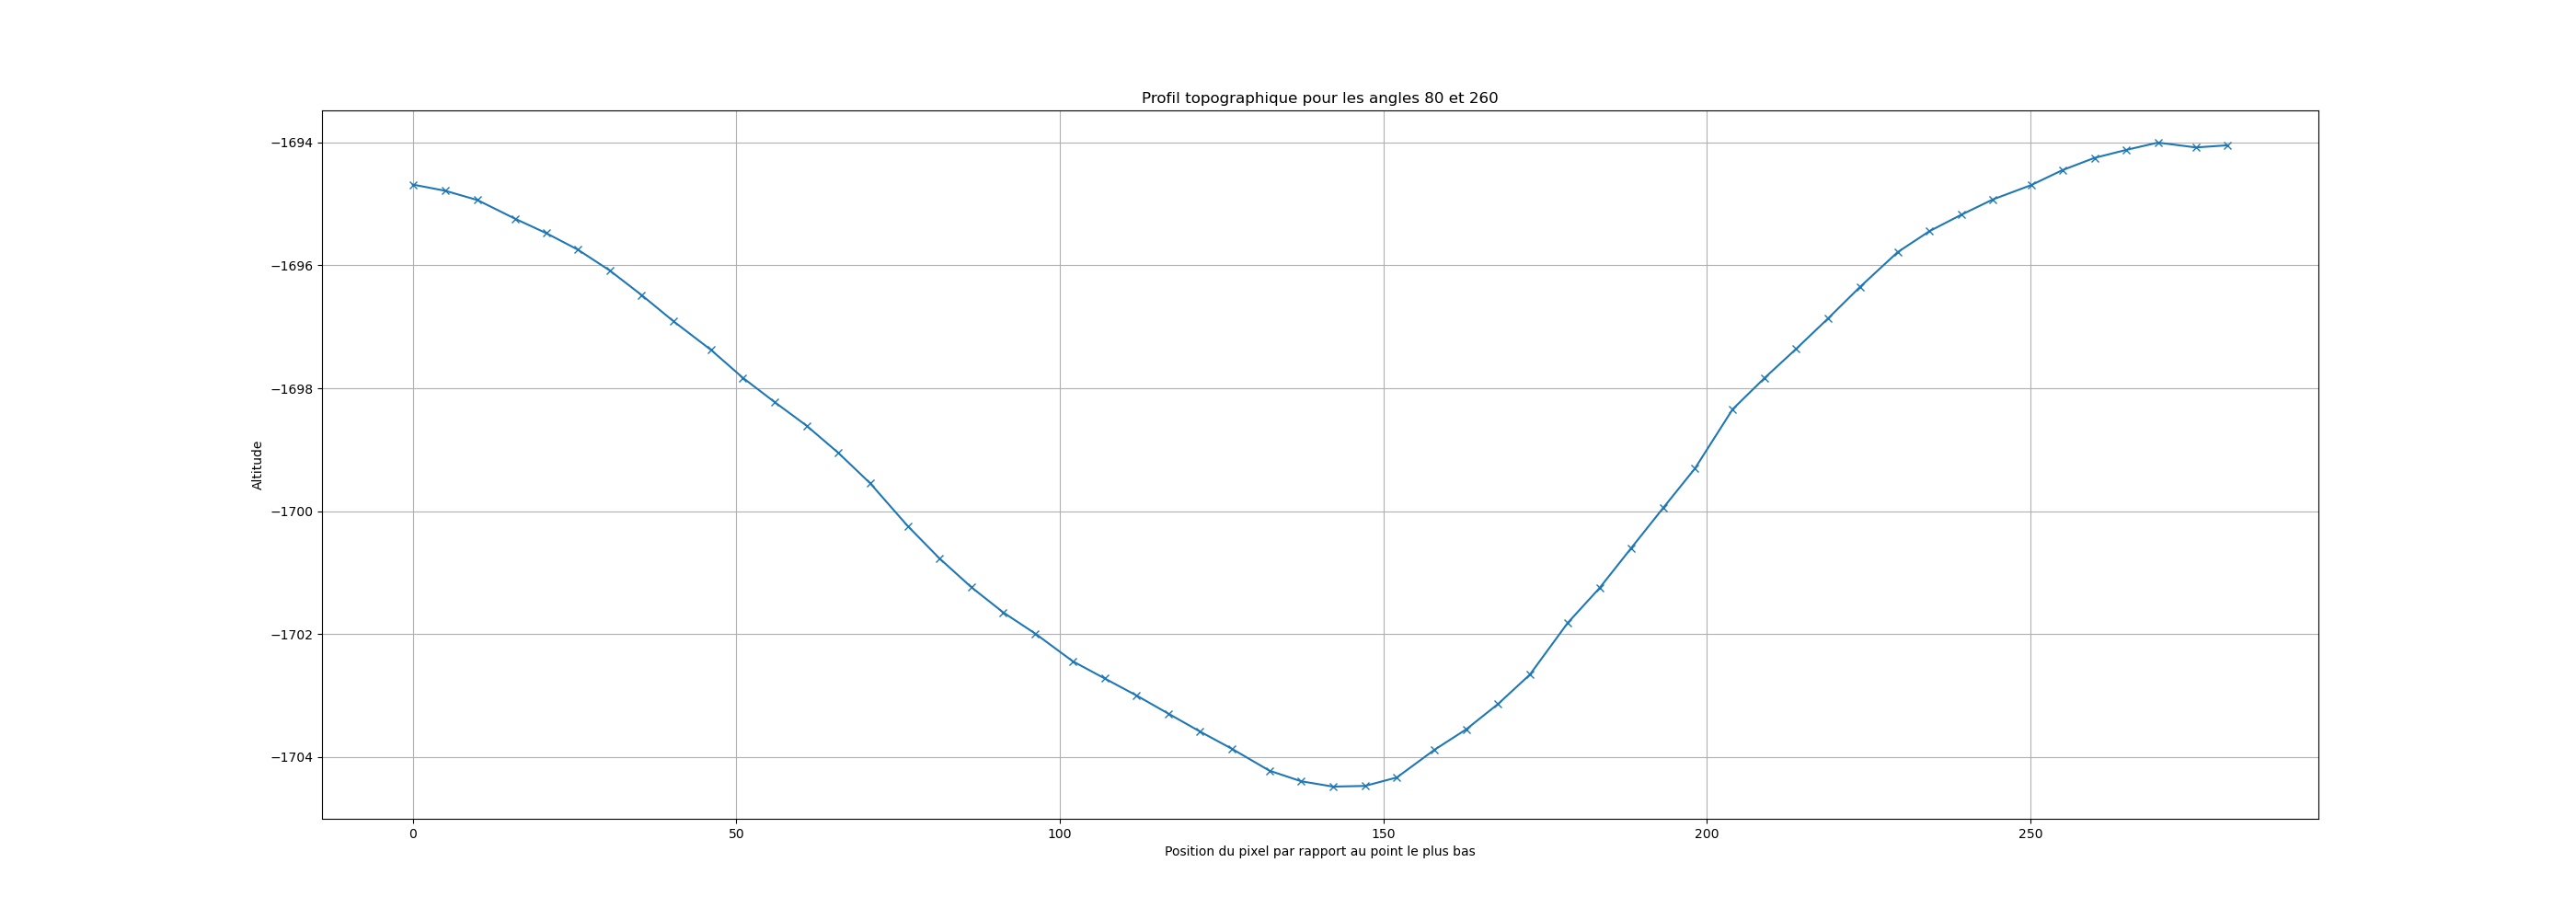 Profil topographique pour les angles 80 et 260
Altitude
−1694
−1696
−1698
−1700
−1702
−1704
0 50 100 150 200 250
Position du pixel par rapport au point le plus bas